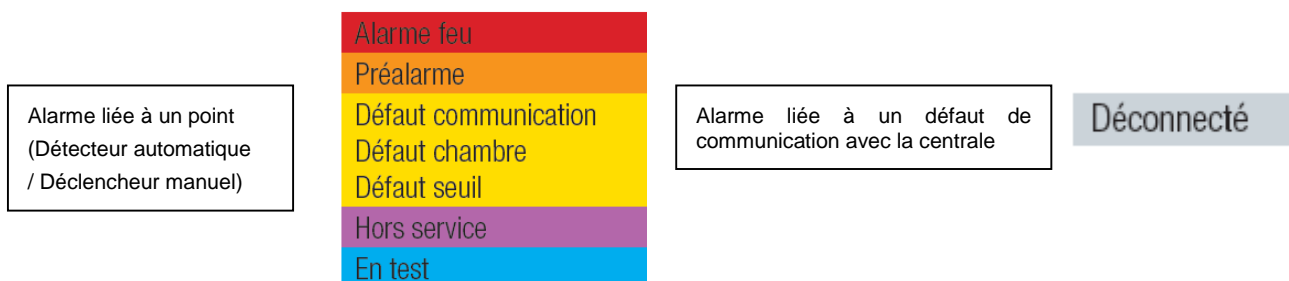 Alarme liée à un point
(Détecteur automatique
/ Déclencheur manuel)
Alarme feu
Préalarme
Défaut communication
Défaut chambre
Défaut seuil
Hors service
En test
Alarme liée à un défaut de
communication avec la centrale
Déconnecté